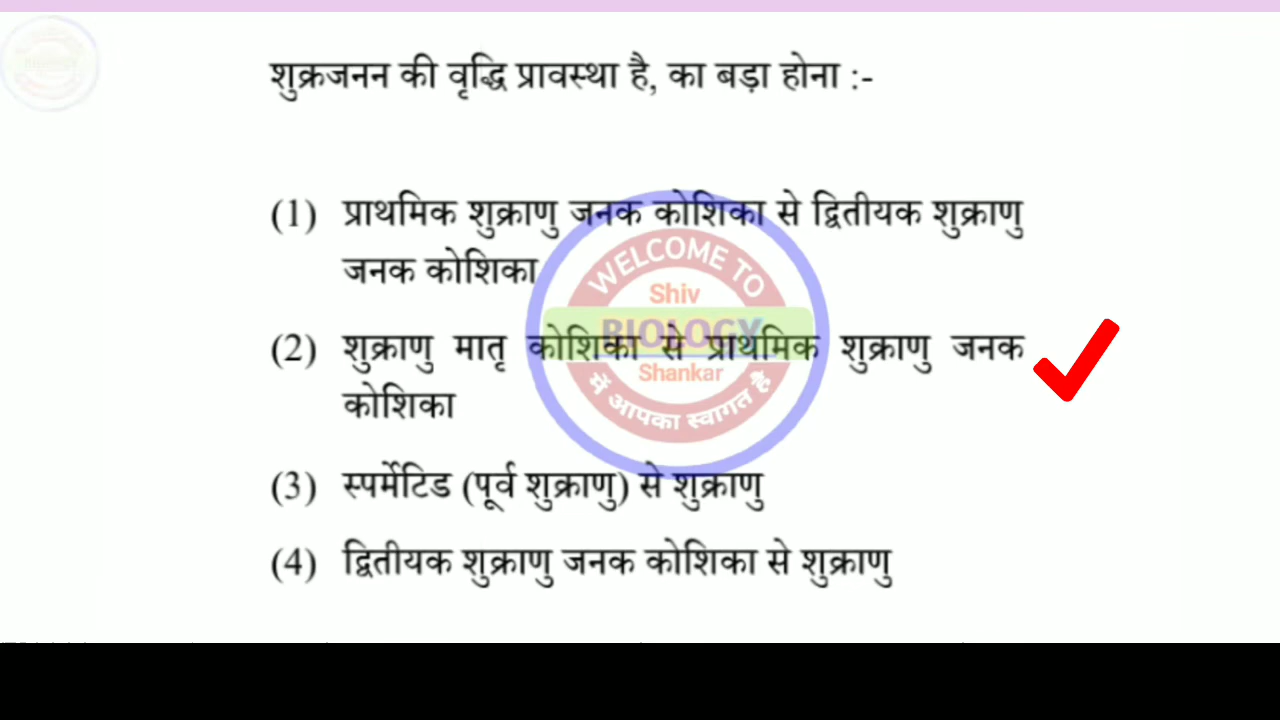 शुक्रजनन की वृद्धि प्रावस्था है, का बड़ा होना :-
(1) प्राथमिक शुक्राणु जनक कोशिका से द्वितीयक शुक्राणु
जनक कोशिका
(2) शुक्राणु मातृ कोशिका से प्राथमिक शुक्राणु जनक
कोशिका
(3) स्पर्मेटिड (पूर्व शुक्राणु) से शुक्राणु
(4) द्वितीयक शुक्राणु जनक कोशिका से शुक्राणु
WELCOME TO
Shiv
BIOLOGY
Shankar
में आपका स्वागत है